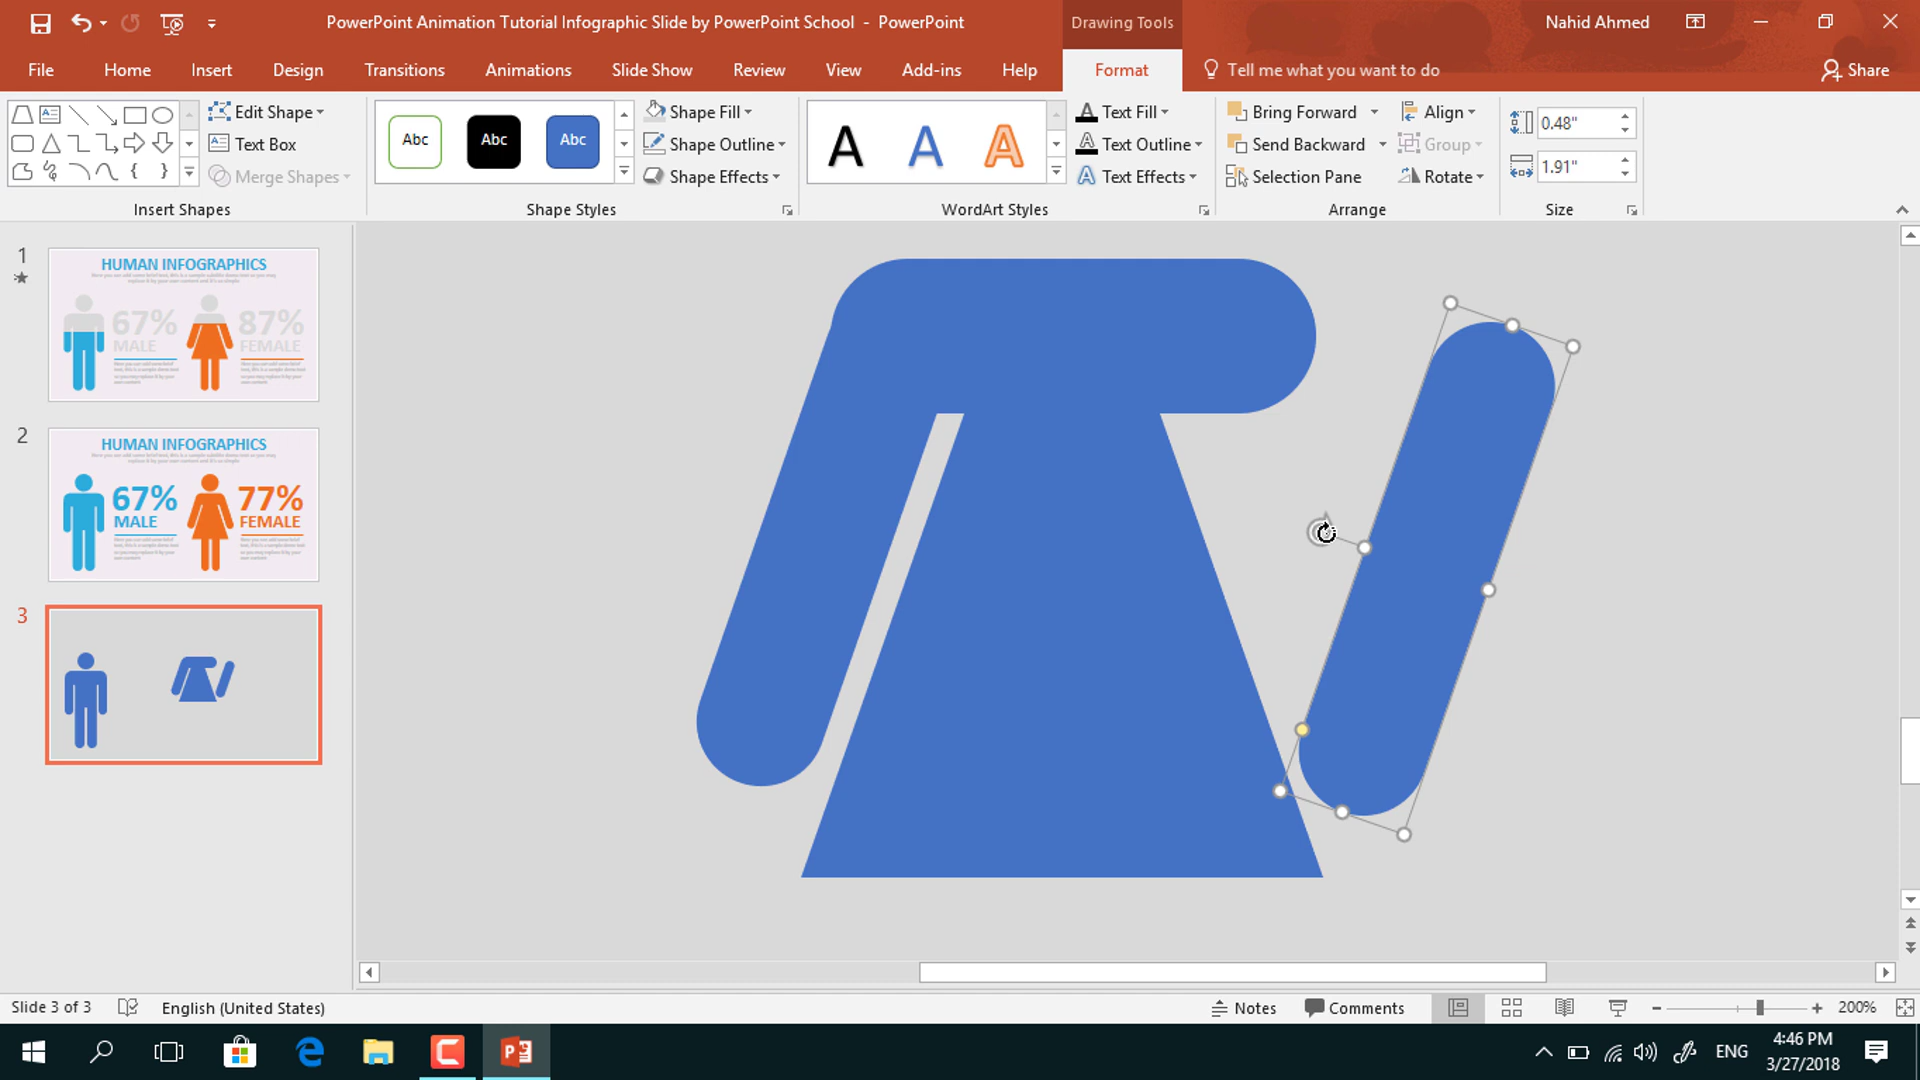 PowerPoint Animation Tutorial Infographic Slide by PowerPoint School - PowerPoint
Drawing Tools
Nahid Ahmed
File Home Insert Design Transitions Animations Slide Show Review View Add-ins Help Format Tell me what you want to do Share
Edit Shape
Text Box
Merge Shapes
Insert Shapes
Abc Abc Abc
Shape Fill
Shape Outline
Shape Effects
Shape Styles
A A A
Text Fill
Text Outline
Text Effects
WordArt Styles
Bring Forward
Send Backward
Selection Pane
Align
Group
Rotate
Arrange
0.48"
1.91"
Size
1
HUMAN INFOGRAPHICS
67%
MALE
87%
FEMALE
2
HUMAN INFOGRAPHICS
67%
MALE
77%
FEMALE
3
Slide 3 of 3
English (United States)
Notes
Comments
200%
ENG
4:46 PM
3/27/2018